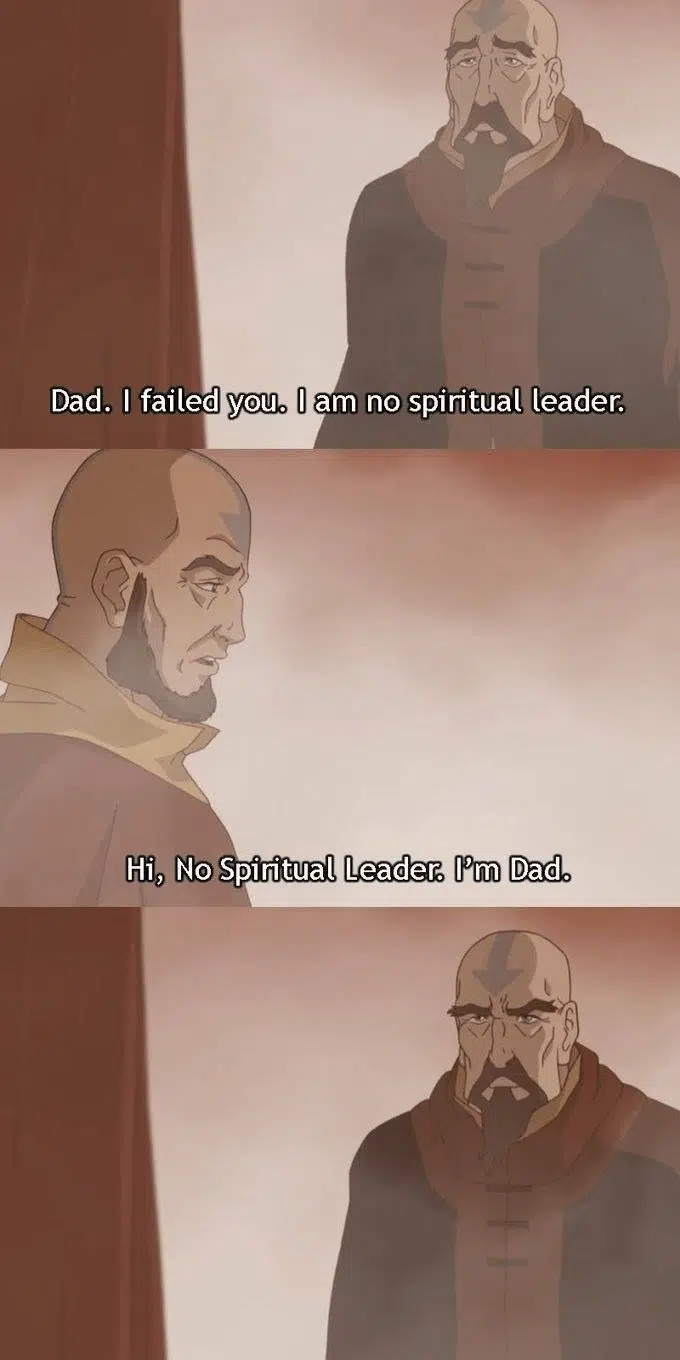 Dad. I failed you. I am no spiritual leader.
Hi, No Spiritual Leader. I'm Dad.